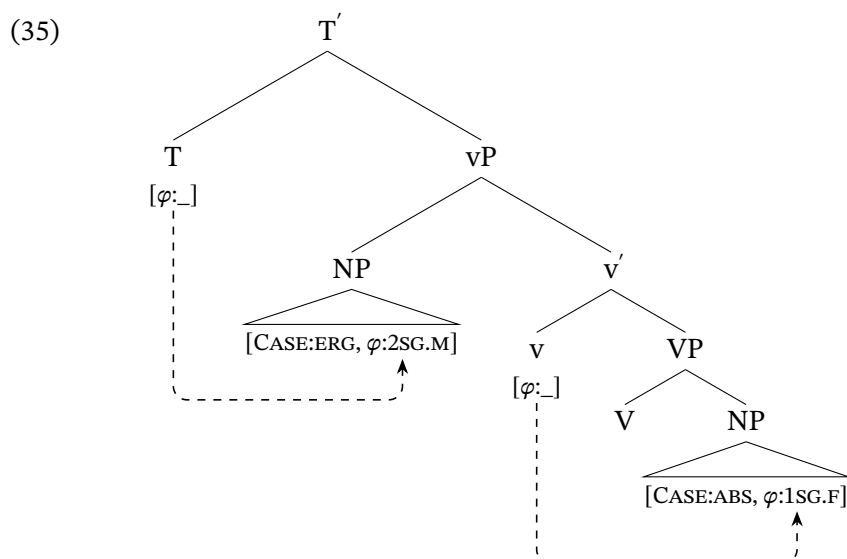 (35)
T′
T vP
[φ:_]
NP v′
[CASE:ERG, φ:2SG.M] v VP
[φ:_] V NP
[CASE:ABS, φ:1SG.F]